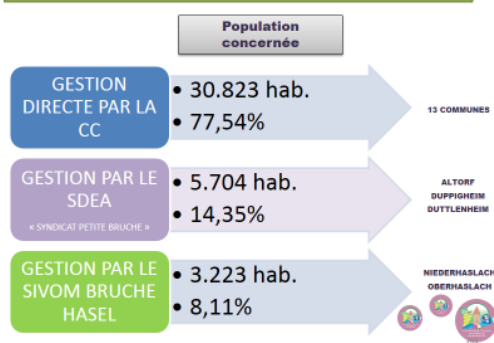 Population
concernée
GESTION
DIRECTE PAR LA
CC
• 30.823 hab.
• 77,54%
13 COMMUNES
GESTION PAR LE
SDEA
« SYNDICAT PETITE BRUCHE »
• 5.704 hab.
• 14,35%
ALTORF
DUPPIGHEIM
DUTTLENHEIM
GESTION PAR LE
SIVOM BRUCHE
HASEL
• 3.223 hab.
• 8,11%
NIEDERHASLACH
OBERHASLACH